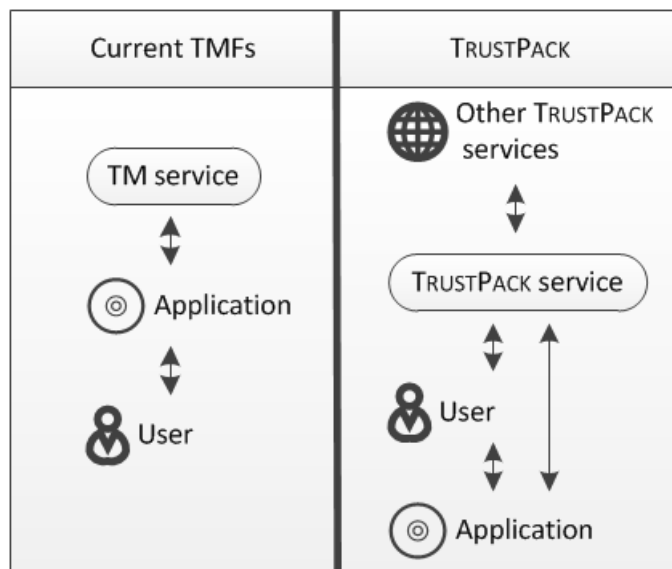 Current TMFs
TM service
Application
User
TRUSTPACK
Other TRUSTPACK
services
TRUSTPACK service
User
Application